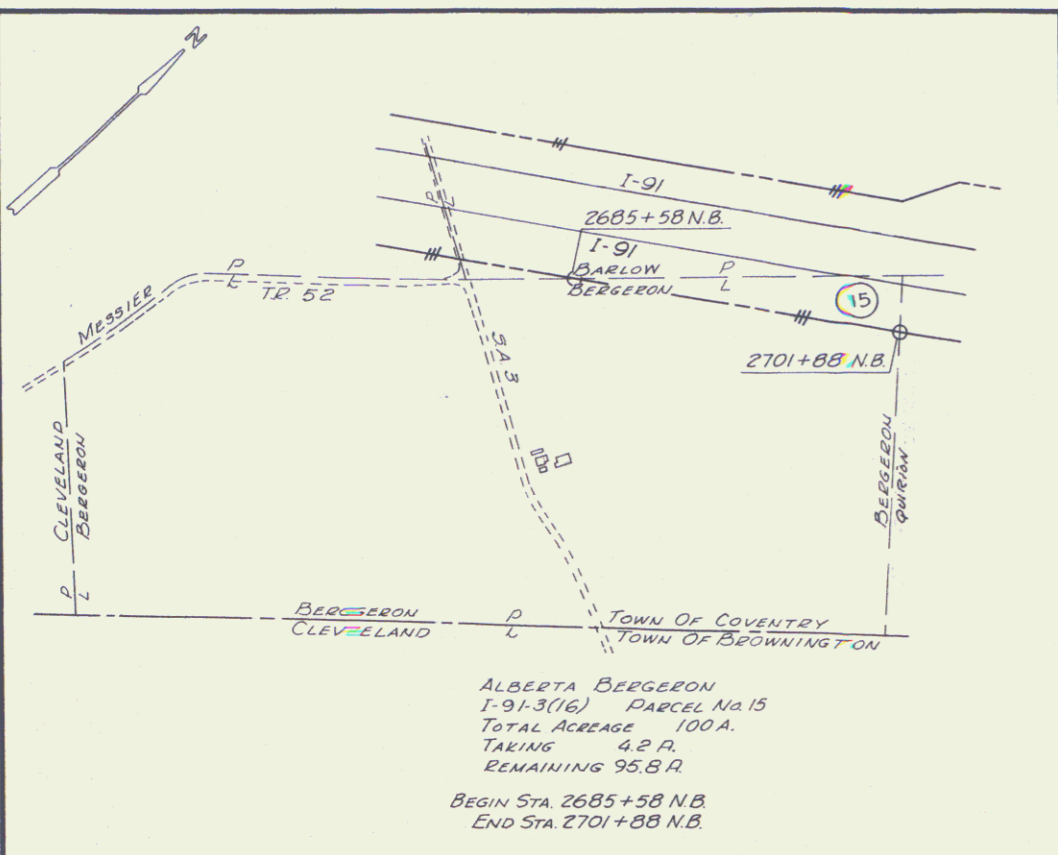 N
I-91
2685+58 N.B.
I-91
BARLOW
BERGERON
P
L
15
P
L
P
L
T.R. 52
MESSIER
S.A. 3
2701+88 N.B.
CLEVELAND
BERGERON
BERGERON
QUIRION
P
L
BERGERON
CLEVELAND
P
L
TOWN OF COVENTRY
TOWN OF BROWNINGTON
ALBERTA BERGERON
I-91-3(16) PARCEL No. 15
TOTAL ACREAGE 100 A.
TAKING 4.2 A.
REMAINING 95.8 A.
BEGIN STA. 2685+58 N.B.
END STA. 2701+88 N.B.